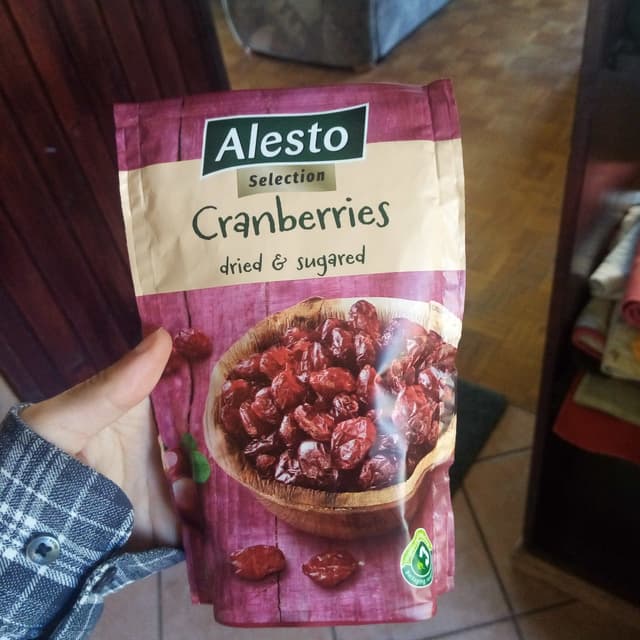 Alesto
Selection
Cranberries
dried & sugared